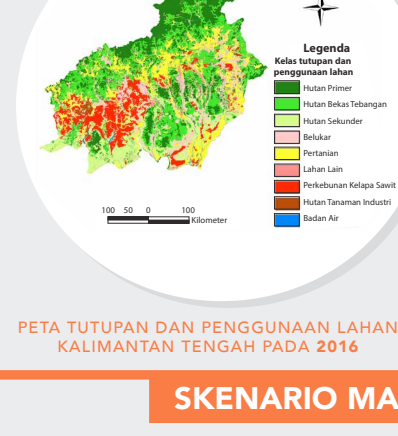 Legenda
Kelas tutupan dan
penggunaan lahan
Hutan Primer
Hutan Bekas Tebangan
Hutan Sekunder
Belukar
Pertanian
Lahan Lain
Perkebunan Kelapa Sawit
Hutan Tanaman Industri
Badan Air
100 50 0 100
Kilometer
PETA TUTUPAN DAN PENGGUNAAN LAHAN
KALIMANTAN TENGAH PADA 2016
SKENARIO MA